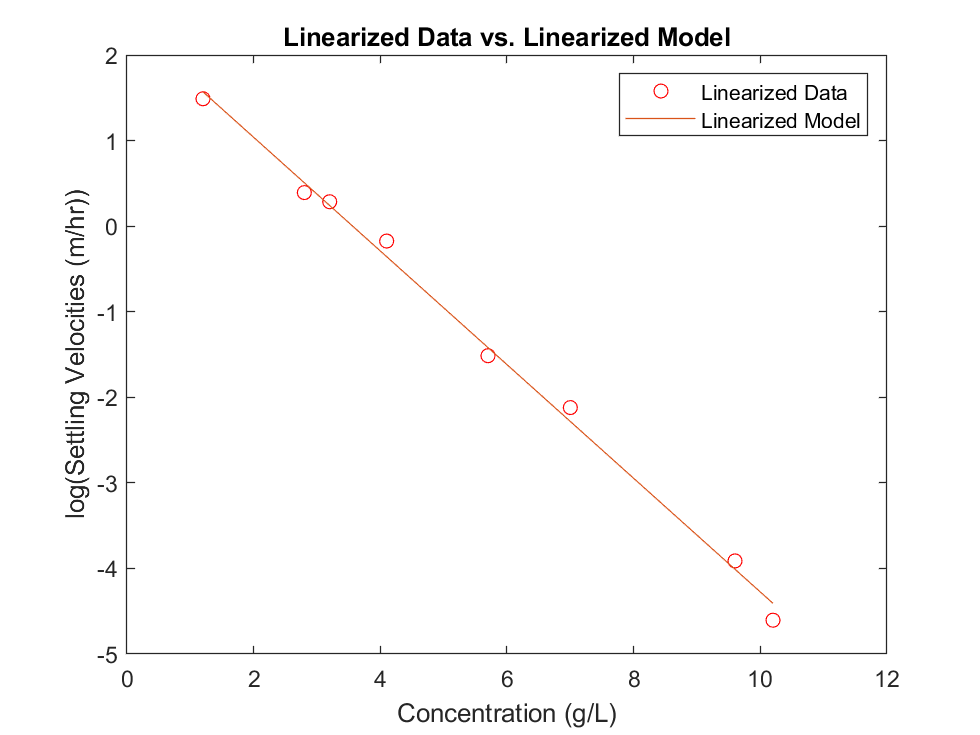 Linearized Data vs. Linearized Model
Linearized Data
Linearized Model
2
1
0
-1
-2
-3
-4
-5
log(Settling Velocities (m/hr))
0 2 4 6 8 10 12
Concentration (g/L)